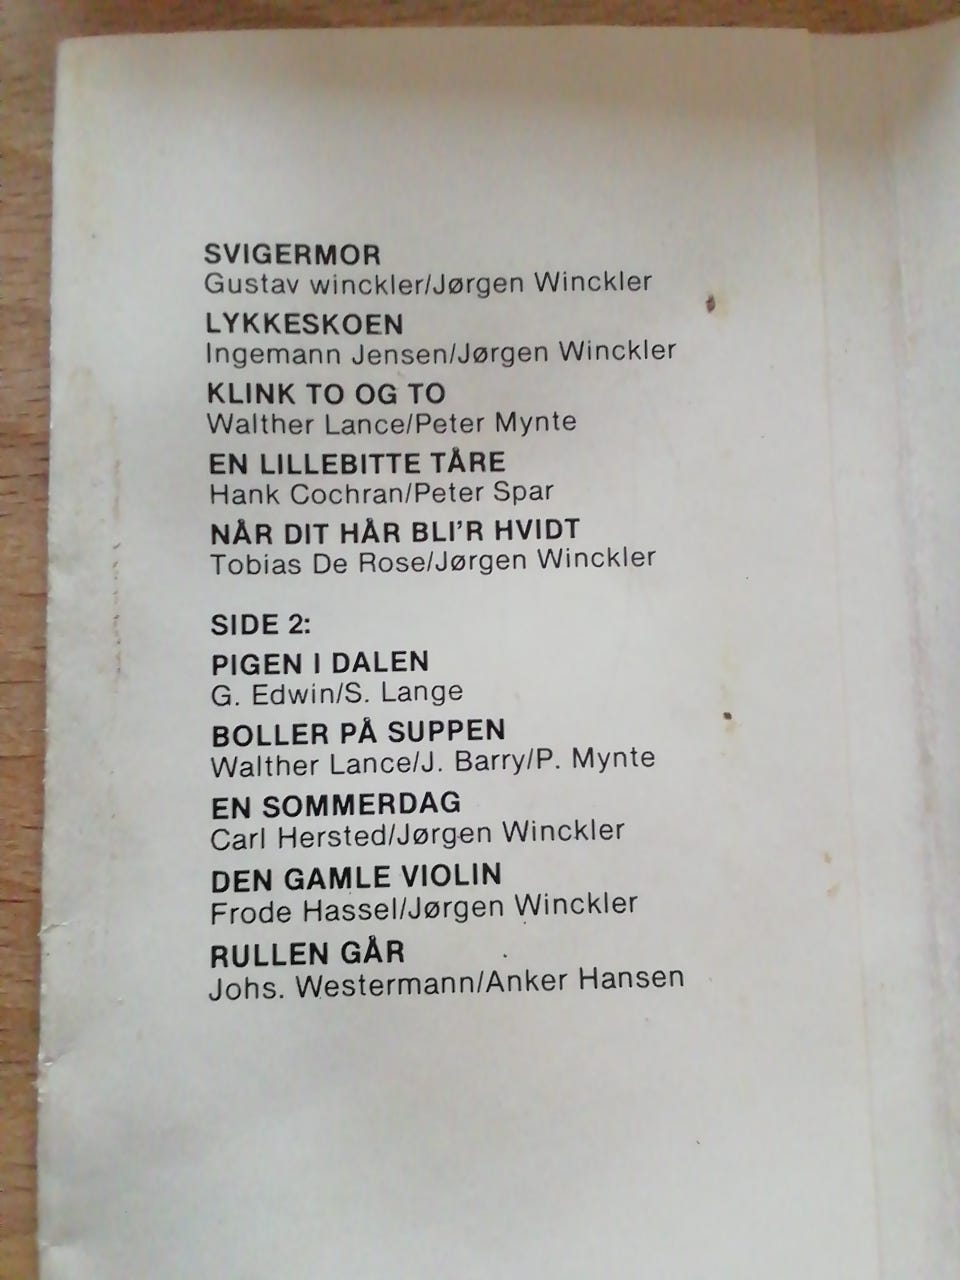 SVIGERMOR
Gustav winckler/Jørgen Winckler
LYKKESKOEN
Ingemann Jensen/Jørgen Winckler
KLINK TO OG TO
Walther Lance/Peter Mynte
EN LILLEBITTE TÅRE
Hank Cochran/Peter Spar
NÅR DIT HÅR BLI'R HVIDT
Tobias De Rose/Jørgen Winckler
SIDE 2:
PIGEN I DALEN
G. Edwin/S. Lange
BOLLER PÅ SUPPEN
Walther Lance/J. Barry/P. Mynte
EN SOMMERDAG
Carl Hersted/Jørgen Winckler
DEN GAMLE VIOLIN
Frode Hassel/Jørgen Winckler
RULLEN GÅR
Johs. Westermann/Anker Hansen